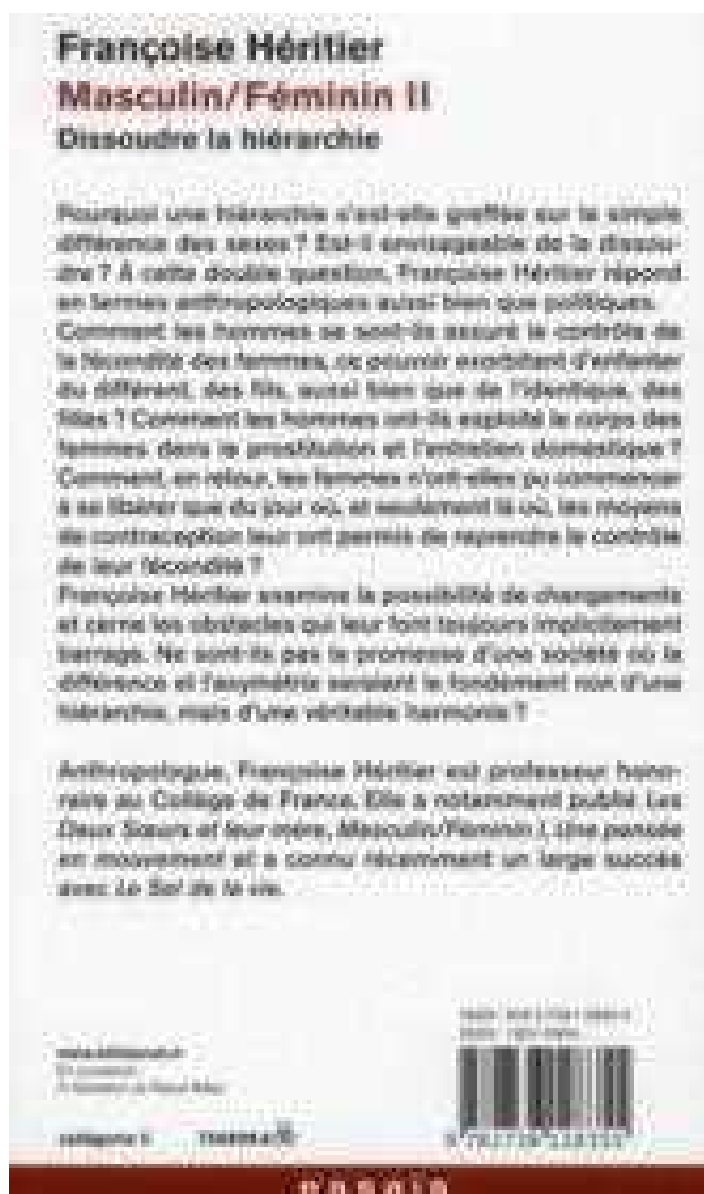 Françoise Héritier
Masculin/Féminin II
Dissoudre la hiérarchie
Pourquoi une hiérarchie s'est-elle greffée sur la simple
différence des sexes ? Est-il envisageable de la dissou-
dre ? À cette double question, Françoise Héritier répond
en termes anthropologiques aussi bien que politiques.
Comment les hommes se sont-ils assuré le contrôle de
la fécondité des femmes, ce pouvoir exorbitant d'enfanter
du différent, des fils, aussi bien que de l'identique, des
filles ? Comment les hommes ont-ils exploité le corps des
femmes dans la prostitution et l'entretien domestique ?
Comment, en retour, les femmes n'ont-elles pu commencer
à se libérer que du jour où, et seulement là où, les moyens
de contraception leur ont permis de reprendre le contrôle
de leur fécondité ?
Françoise Héritier examine la possibilité de changements
et cerne les obstacles qui leur font toujours implicitement
barrage. Ne sont-ils pas la promesse d'une société où la
différence et l'asymétrie seraient le fondement non d'une
hiérarchie, mais d'une véritable harmonie ?
Anthropologue, Françoise Héritier est professeur hono-
raire au Collège de France. Elle a notamment publié Les
Deux Sœurs et leur mère, Masculin/Féminin I, Une pensée
en mouvement et a connu récemment un large succès
avec Le Sel de la vie.
essais